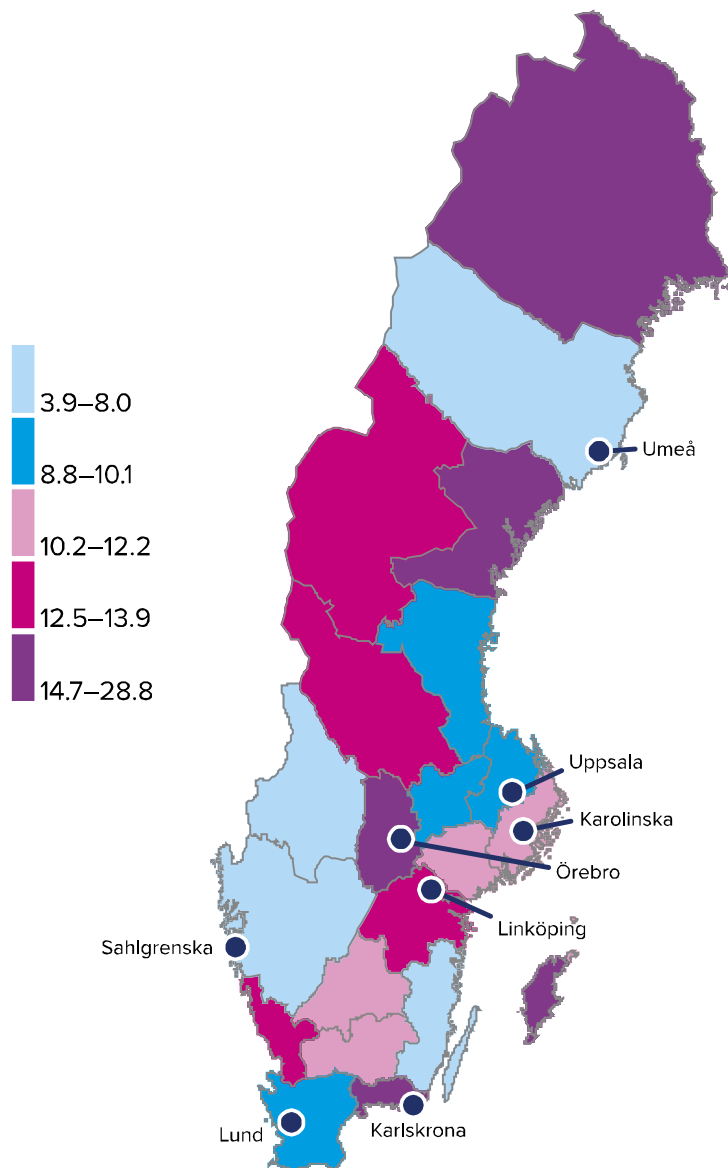 3.9–8.0
8.8–10.1
10.2–12.2
12.5–13.9
14.7–28.8
Umeå
Uppsala
Karolinska
Örebro
Linköping
Sahlgrenska
Lund
Karlskrona